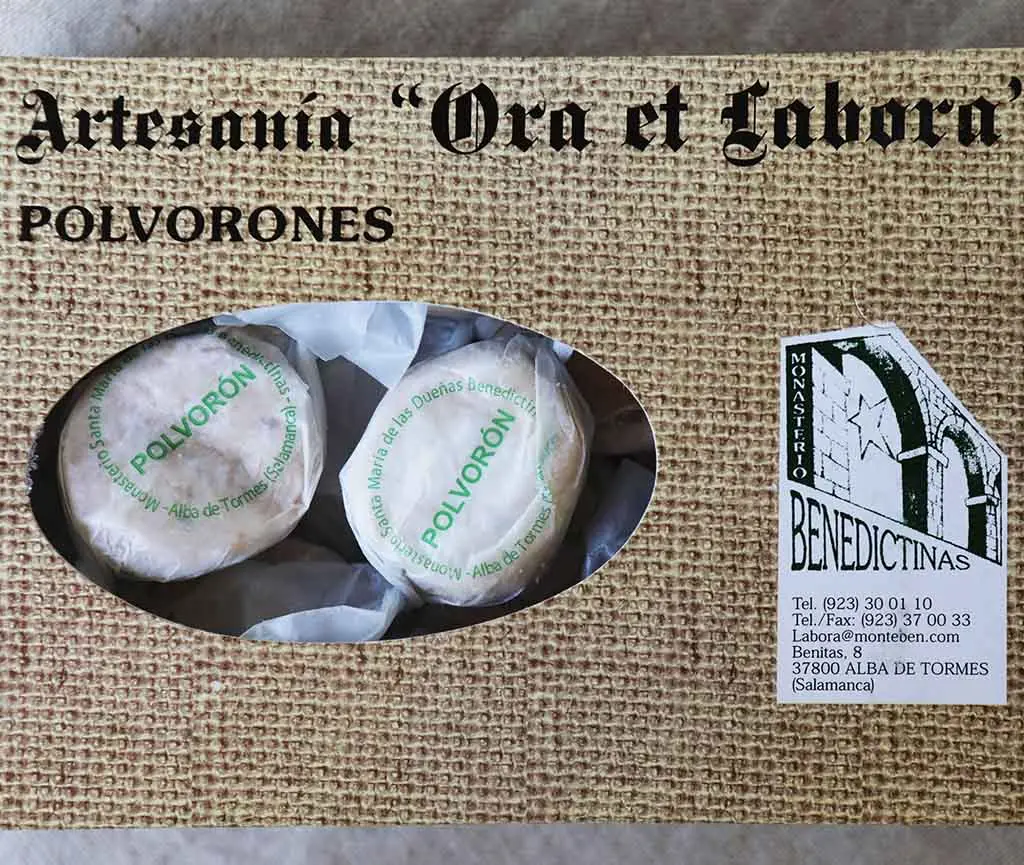 Artesanía "Ora et Labora"
POLVORONES
POLVORÓN
Monasterio Santa María de las Benedictinas -
Alba de Tormes (Salamanca)
POLVORÓN
Monasterio Santa María de las Dueñas
Alba de Tormes
MONASTERIO
BENEDICTINAS
Tel. (923) 30 01 10
Tel./Fax: (923) 37 00 33
Labora@monteben.com
Benitas, 8
37800 ALBA DE TORMES
(Salamanca)